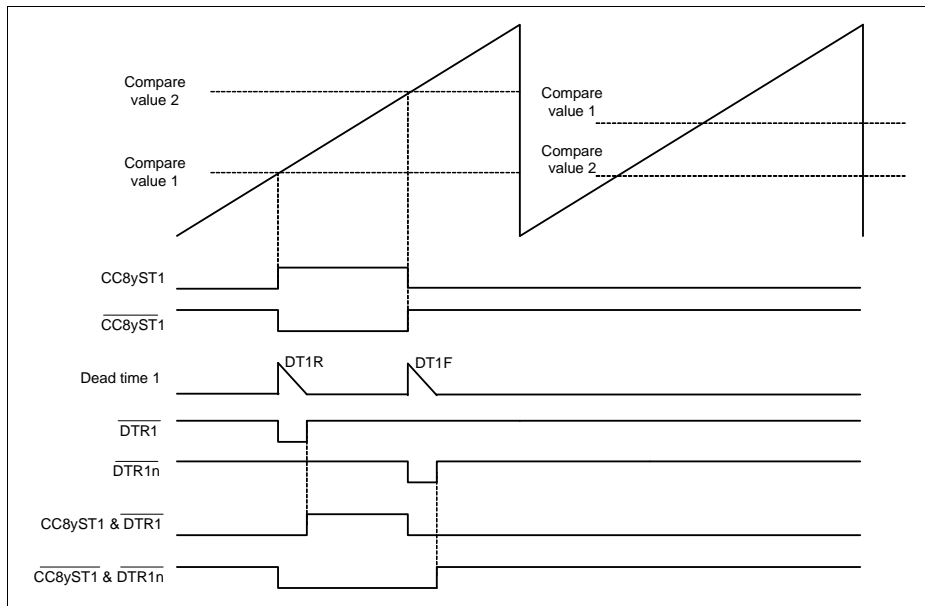 Compare
value 2
Compare
value 1
Compare
value 1
Compare
value 2
CC8yST1
CC8yST1
DT1R
DT1F
Dead time 1
DTR1
DTR1n
CC8yST1 & DTR1
CC8yST1 & DTR1n